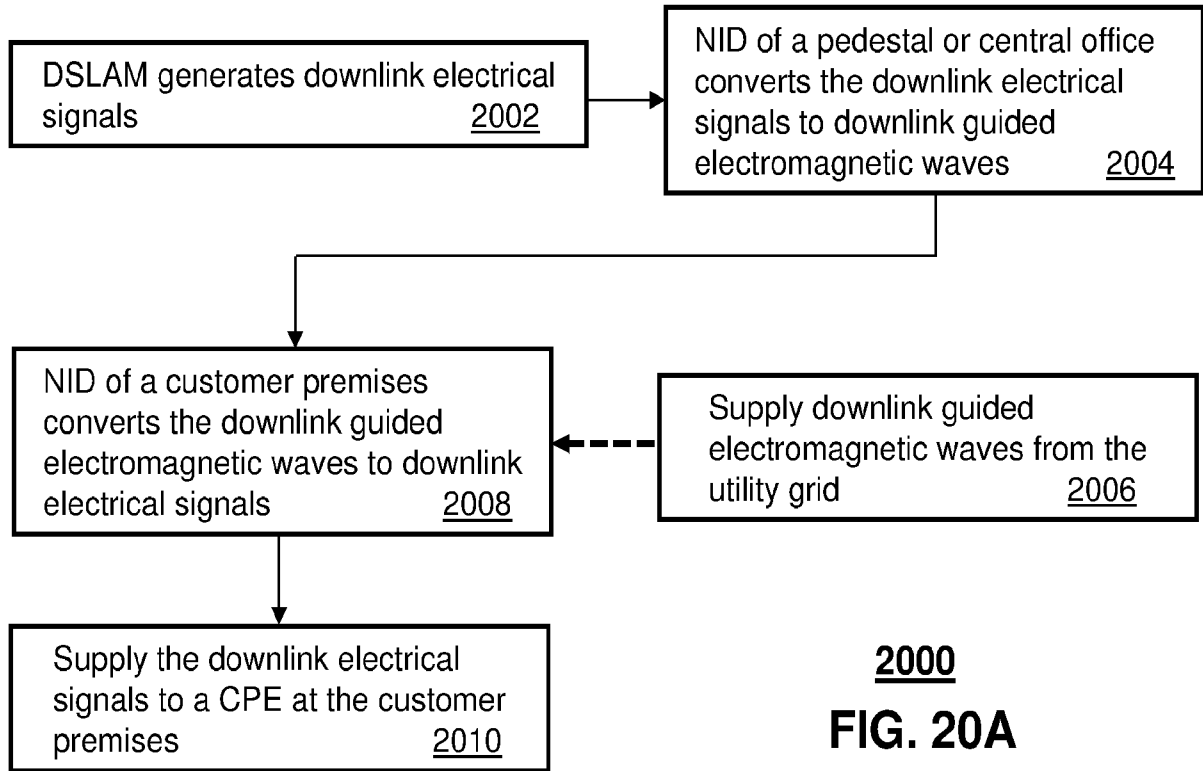 DSLAM generates downlink electrical
signals 2002
NID of a pedestal or central office
converts the downlink electrical
signals to downlink guided
electromagnetic waves 2004
NID of a customer premises
converts the downlink guided
electromagnetic waves to downlink
electrical signals 2008
Supply downlink guided
electromagnetic waves from the
utility grid 2006
Supply the downlink electrical
signals to a CPE at the customer
premises 2010
2000
FIG. 20A